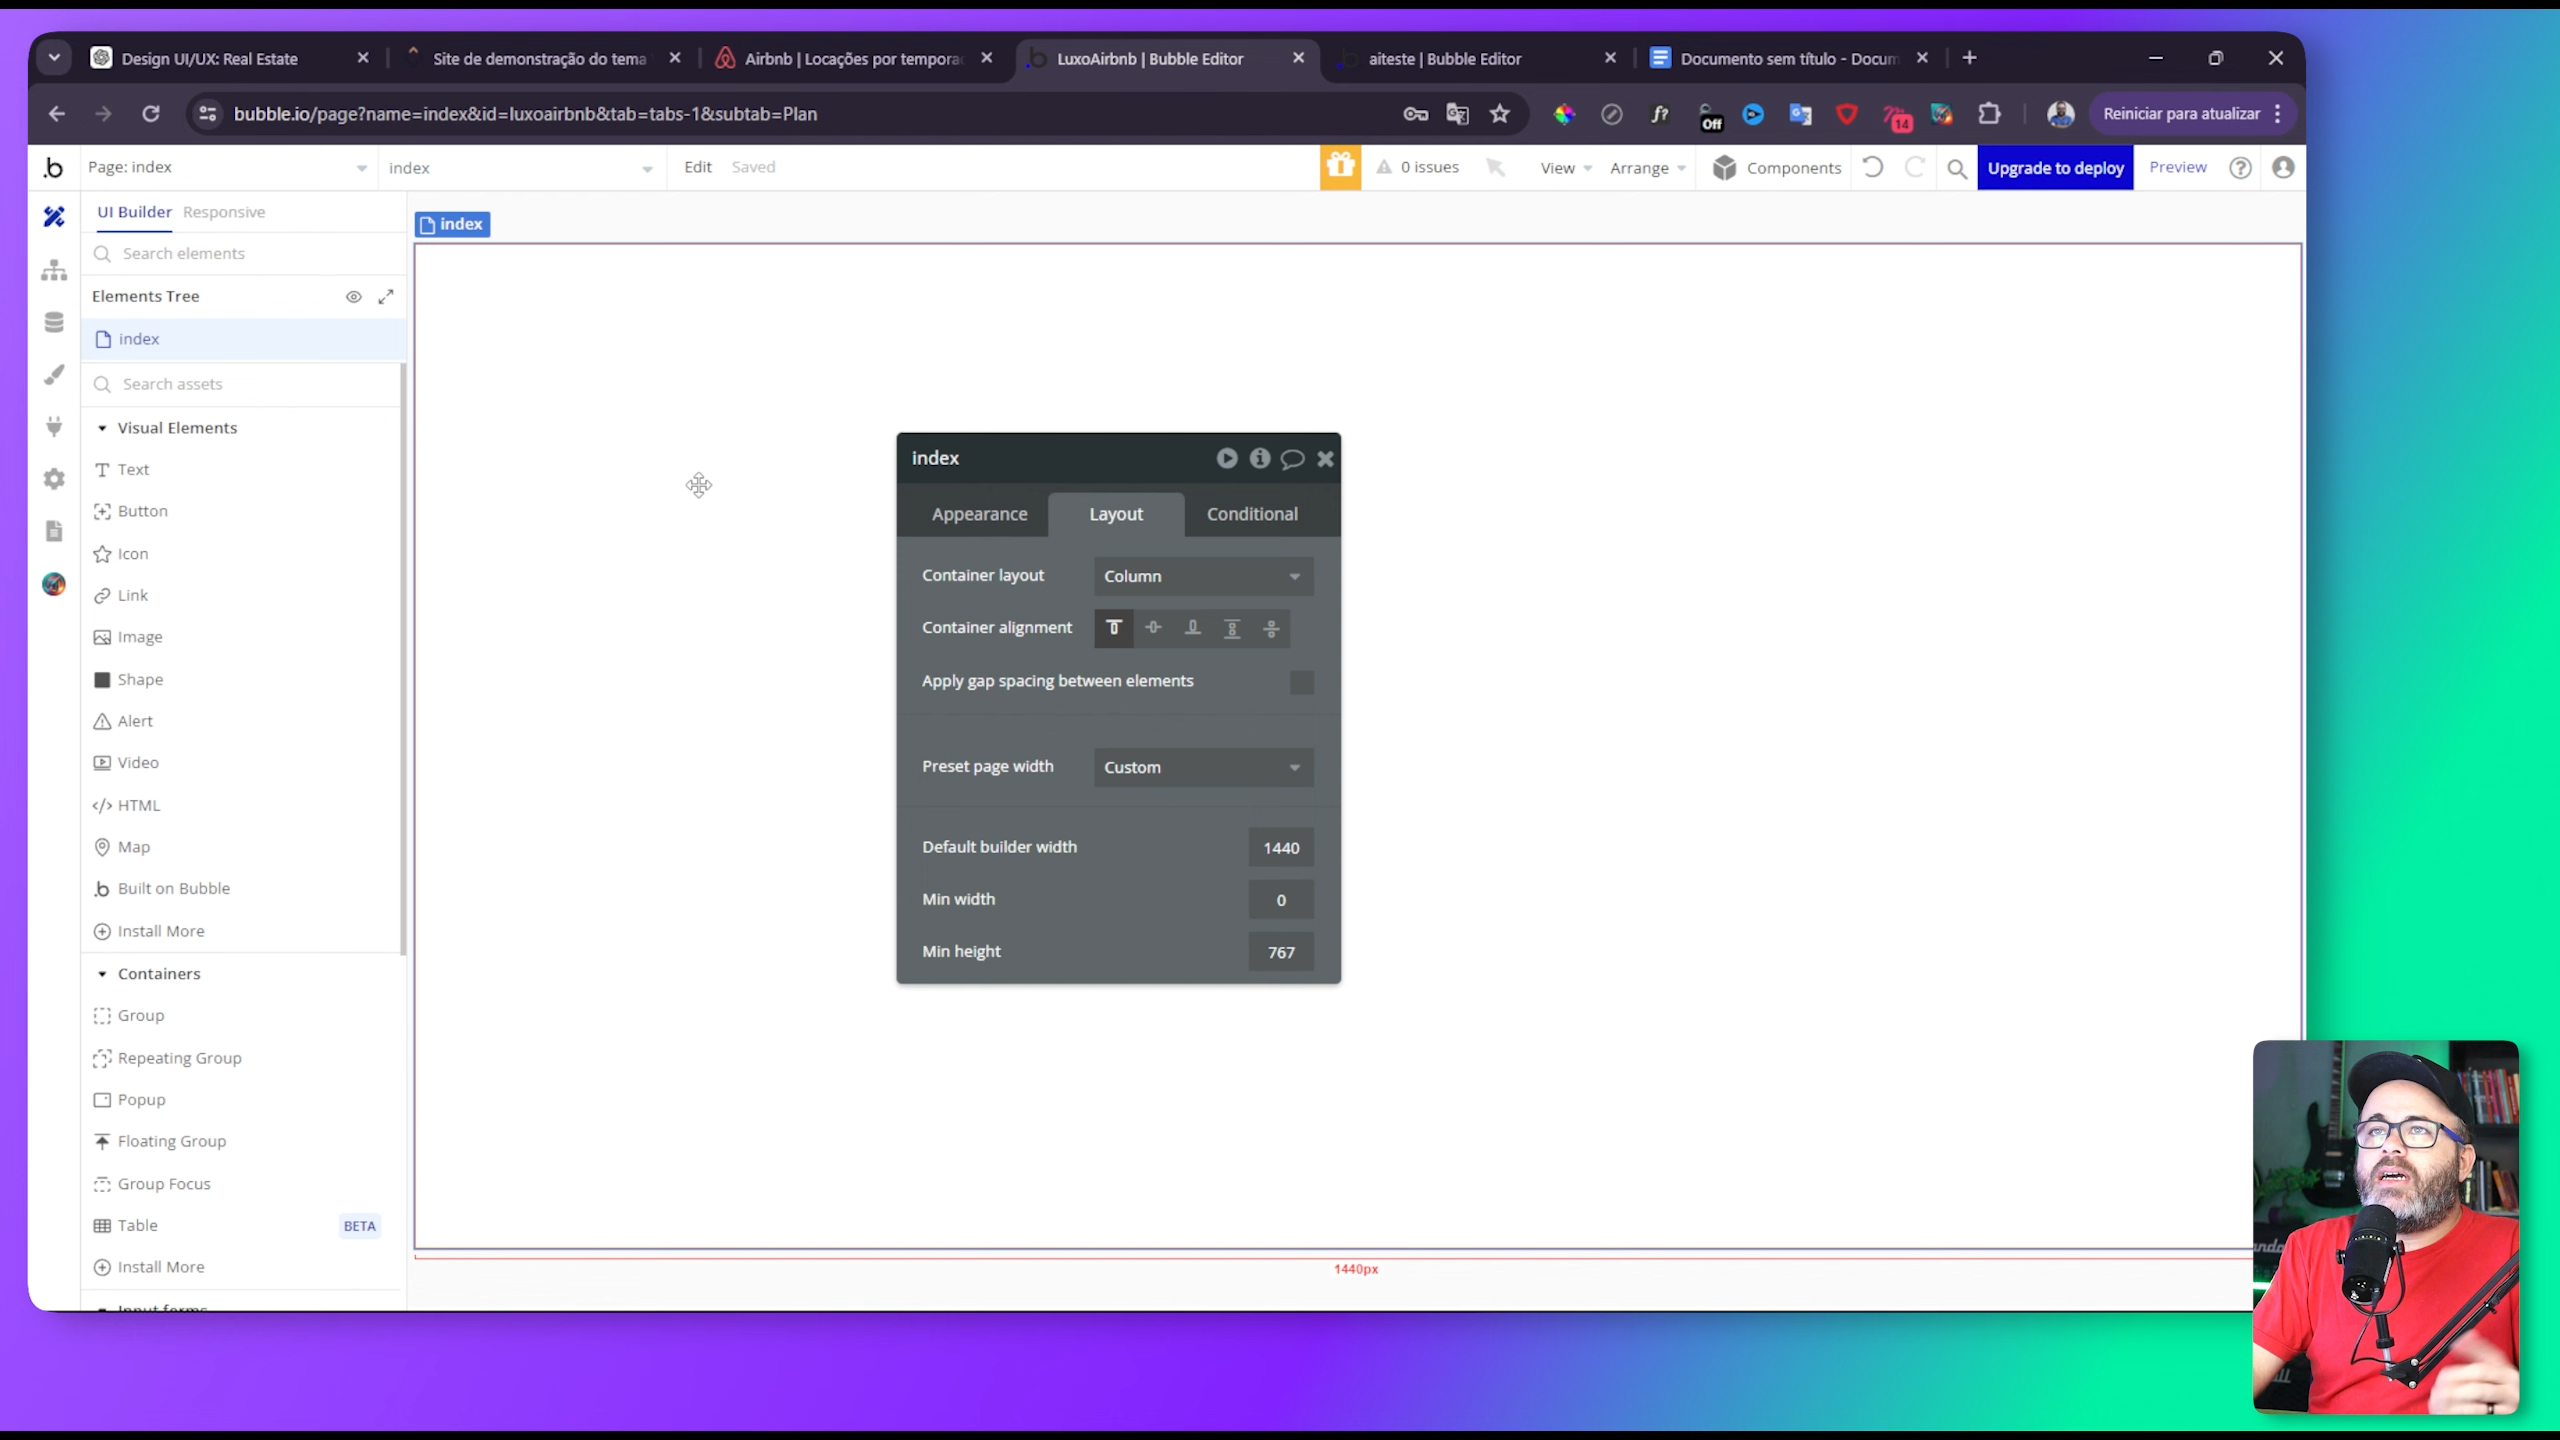 Design UI/UX: Real Estate
Site de demonstração do tema
Airbnb | Locações por tempora
LuxoAirbnb | Bubble Editor
aiteste | Bubble Editor
Documento sem título - Docum
bubble.io/page?name=index&id=luxoairbnb&tab=tabs-1&subtab=Plan
f?
Off
14
Reiniciar para atualizar
.b
Page: index
index
Edit
Saved
0 issues
View
Arrange
Components
Upgrade to deploy
Preview
UI Builder
Responsive
index
Search elements
Elements Tree
index
Search assets
Visual Elements
Text
Button
Icon
Link
Image
Shape
Alert
Video
HTML
Map
Built on Bubble
Install More
Containers
Group
Repeating Group
Popup
Floating Group
Group Focus
Table
BETA
Install More
Input forms
index
Appearance
Layout
Conditional
Container layout
Column
Container alignment
Apply gap spacing between elements
Preset page width
Custom
Default builder width
1440
Min width
0
Min height
767
1440px